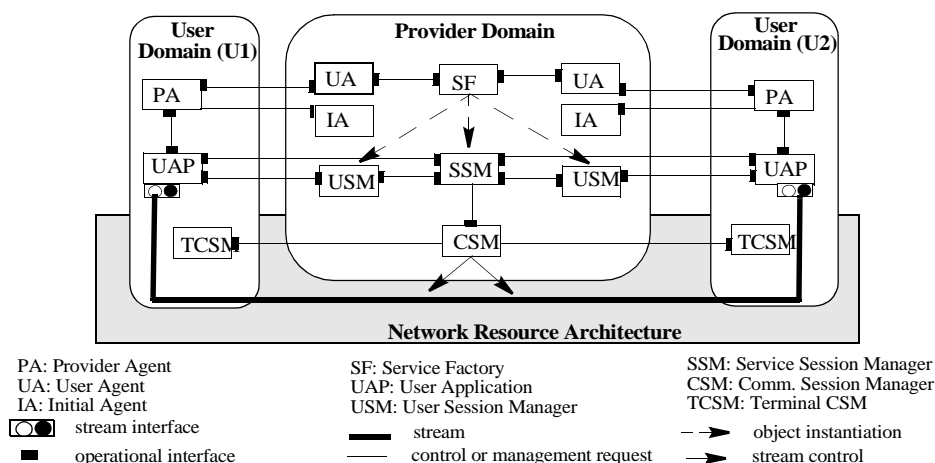 User
Domain (U1)
Provider Domain
User
Domain (U2)
PA
UA
SF
UA
PA
IA
IA
UAP
USM
SSM
USM
UAP
TCSM
CSM
TCSM
Network Resource Architecture
PA: Provider Agent
UA: User Agent
IA: Initial Agent
stream interface
operational interface
SF: Service Factory
UAP: User Application
USM: User Session Manager
stream
control or management request
SSM: Service Session Manager
CSM: Comm. Session Manager
TCSM: Terminal CSM
object instantiation
stream control